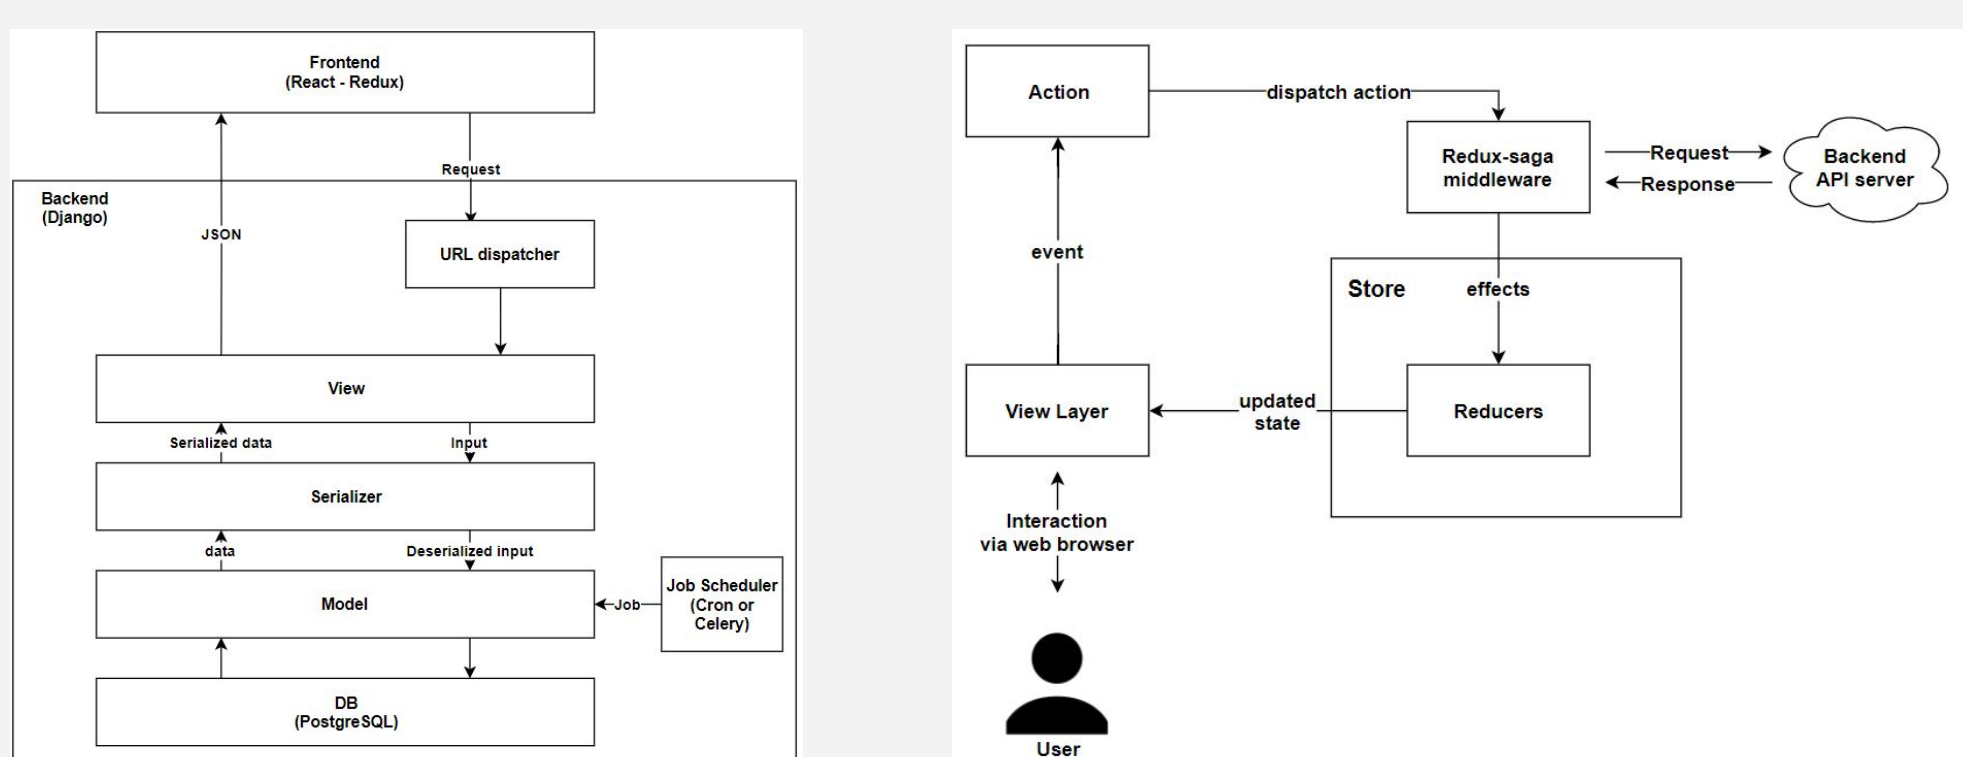 Frontend
(React - Redux)
Request
Backend
(Django)
JSON
URL dispatcher
View
Serialized data
Input
Serializer
data
Deserialized input
Model
Job
Job Scheduler
(Cron or
Celery)
DB
(PostgreSQL)
Action
dispatch action
Redux-saga
middleware
Request
Response
Backend
API server
event
Store
effects
View Layer
updated
state
Reducers
Interaction
via web browser
User